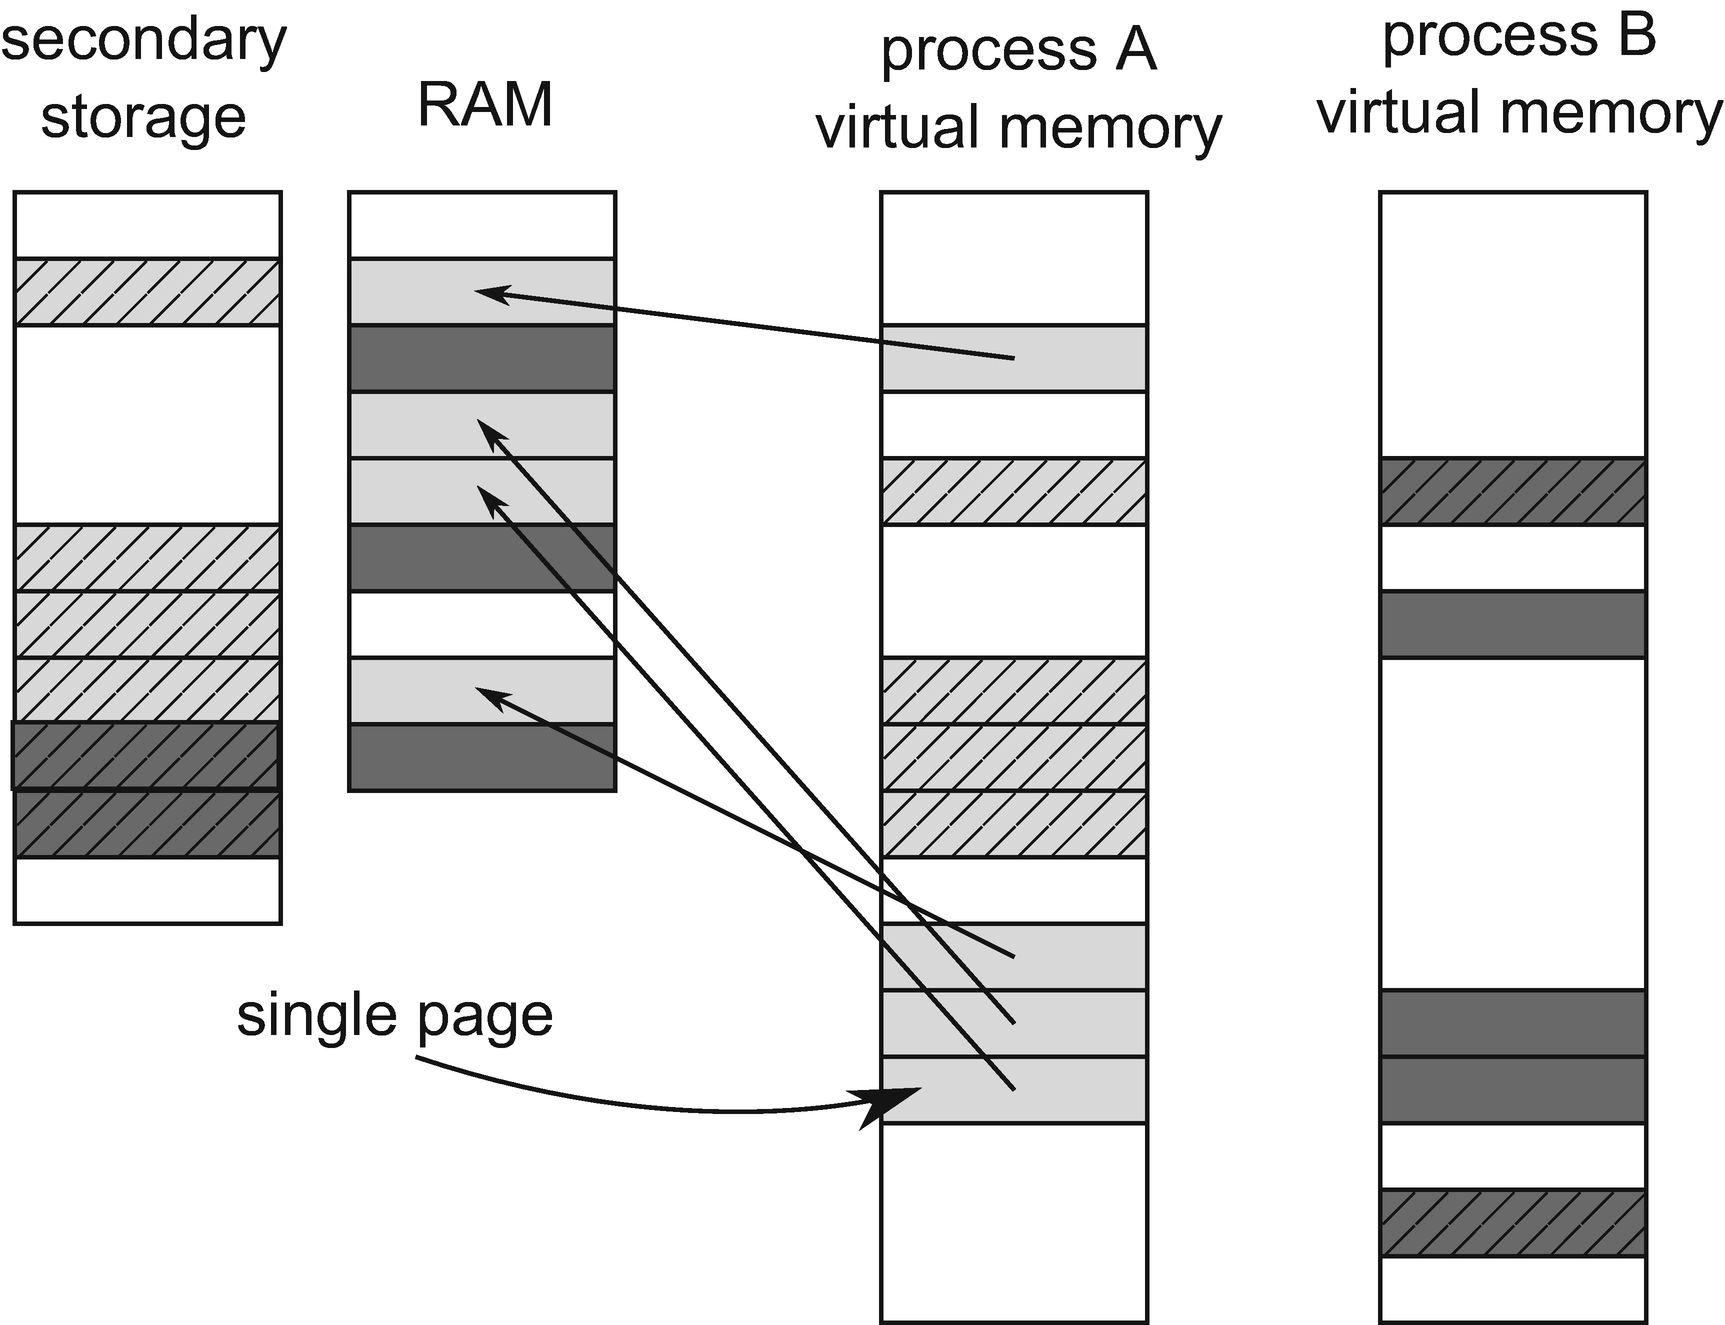 secondary
storage
RAM
process A
virtual memory
process B
virtual memory
single page